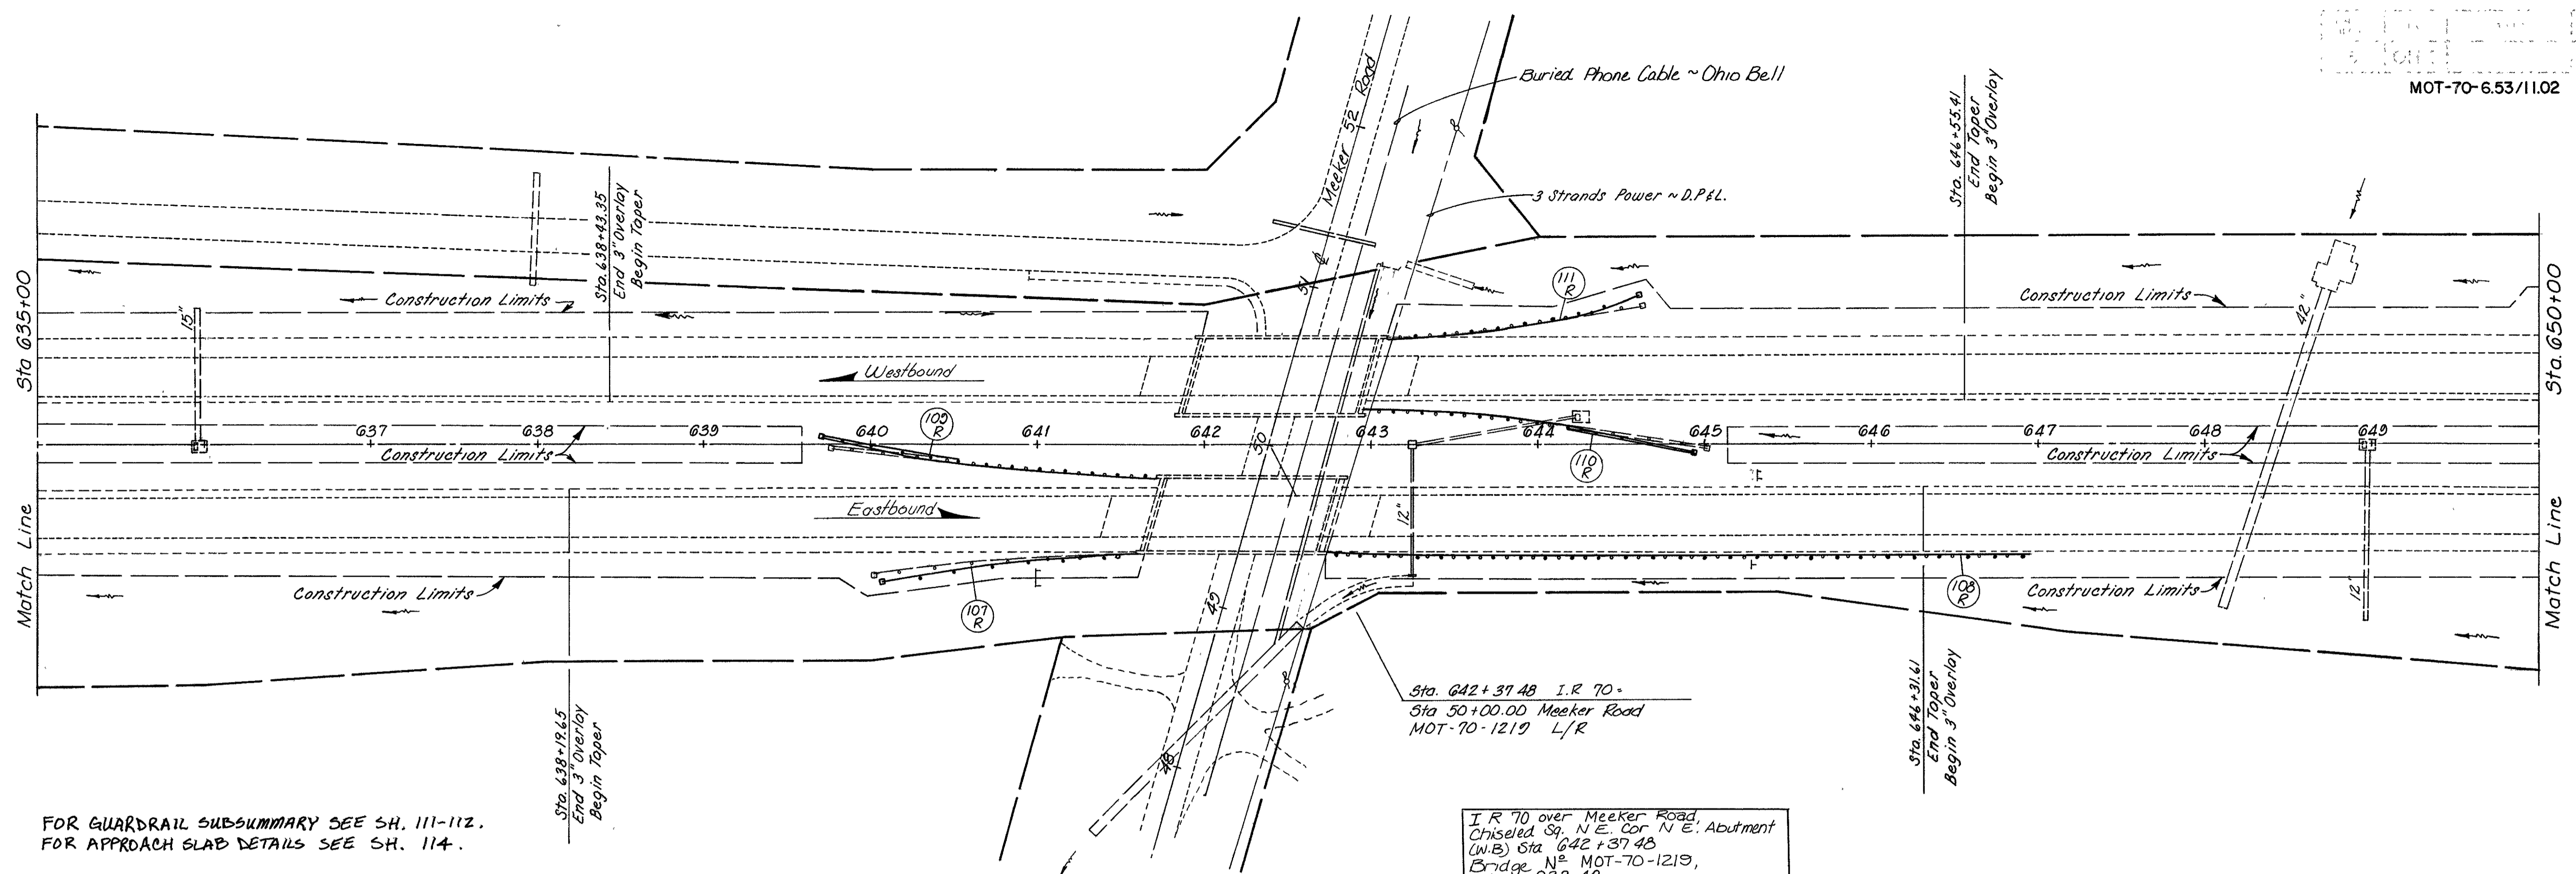 MOT-70-6.53/11.02
Buried Phone Cable ~ Ohio Bell
3 Strands Power ~ D.P.&L.
Meeker Road
52
51
50
49
48
Sta. 638+43.35
End 3" Overlay
Begin Taper
Sta. 646+55.41
End Taper
Begin 3" Overlay
Sta 635+00
Match Line
Sta. 650+00
Match Line
Construction Limits
Construction Limits
15"
42"
111
R
Westbound
637
638
639
640
641
642
643
644
645
646
647
648
649
109
R
110
R
Construction Limits
Construction Limits
Eastbound
12"
12"
Construction Limits
Construction Limits
107
R
108
R
Sta. 638+19.65
End 3" Overlay
Begin Taper
Sta. 646+31.61
End Taper
Begin 3" Overlay
Sta. 642+37 48 I.R 70 =
Sta 50+00.00 Meeker Road
MOT-70-1219 L/R
FOR GUARDRAIL SUBSUMMARY SEE SH. 111-112.
FOR APPROACH SLAB DETAILS SEE SH. 114.
I R 70 over Meeker Road,
Chiseled Sq. N E. Cor N E. Abutment
(W.B) Sta 642+37 48
Bridge Nº MOT-70-1219,